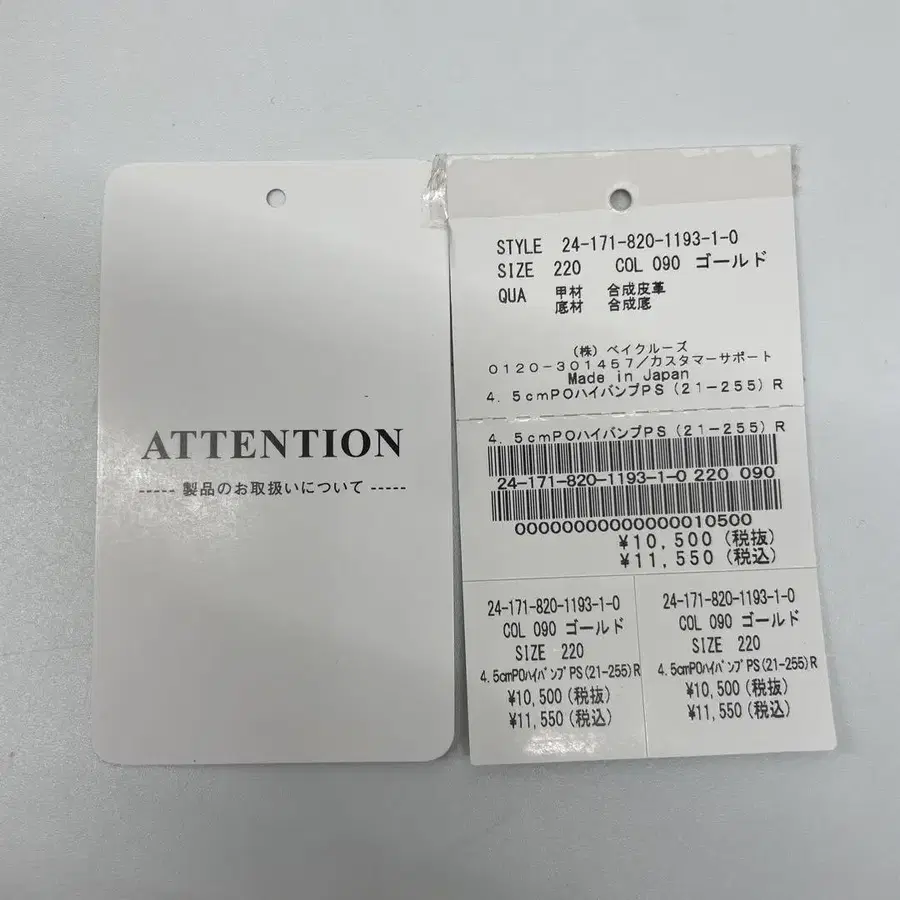 ATTENTION
----- 製品のお取扱いについて -----
STYLE 24-171-820-1193-1-0
SIZE 220 COL 090 ゴールド
QUA 甲材 合成皮革
底材 合成底
(株) ベイクルーズ
0120-301457/カスタマーサポート
Made in Japan
4.5cmPOハイバンプPS(21-255)R
4.5cmPOハイバンプPS(21-255)R
24-171-820-1193-1-0 220 090
000000000000000010500
¥10,500(税抜)
¥11,550(税込)
24-171-820-1193-1-0
COL 090 ゴールド
SIZE 220
4.5cmPOハイバンプPS(21-255)R
¥10,500(税抜)
¥11,550(税込)
24-171-820-1193-1-0
COL 090 ゴールド
SIZE 220
4.5cmPOハイバンプPS(21-255)R
¥10,500(税抜)
¥11,550(税込)